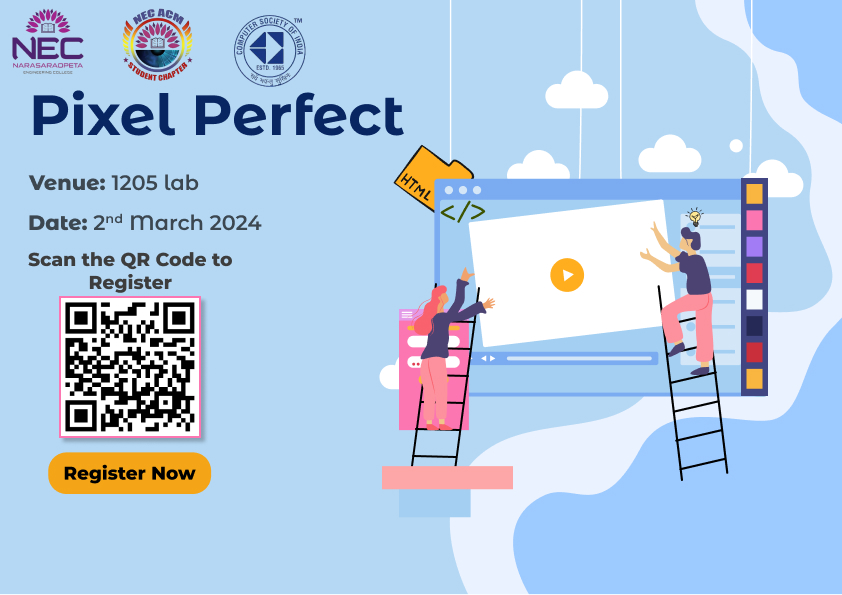 NEC
NARASARAOPETA
ENGINEERING COLLEGE
NEC ACM
STUDENT CHAPTER
COMPUTER SOCIETY OF INDIA
TM
ESTD. 1965
Pixel Perfect
Venue: 1205 lab
Date: 2nd March 2024
Scan the QR Code to
Register
Register Now
HTML
</>